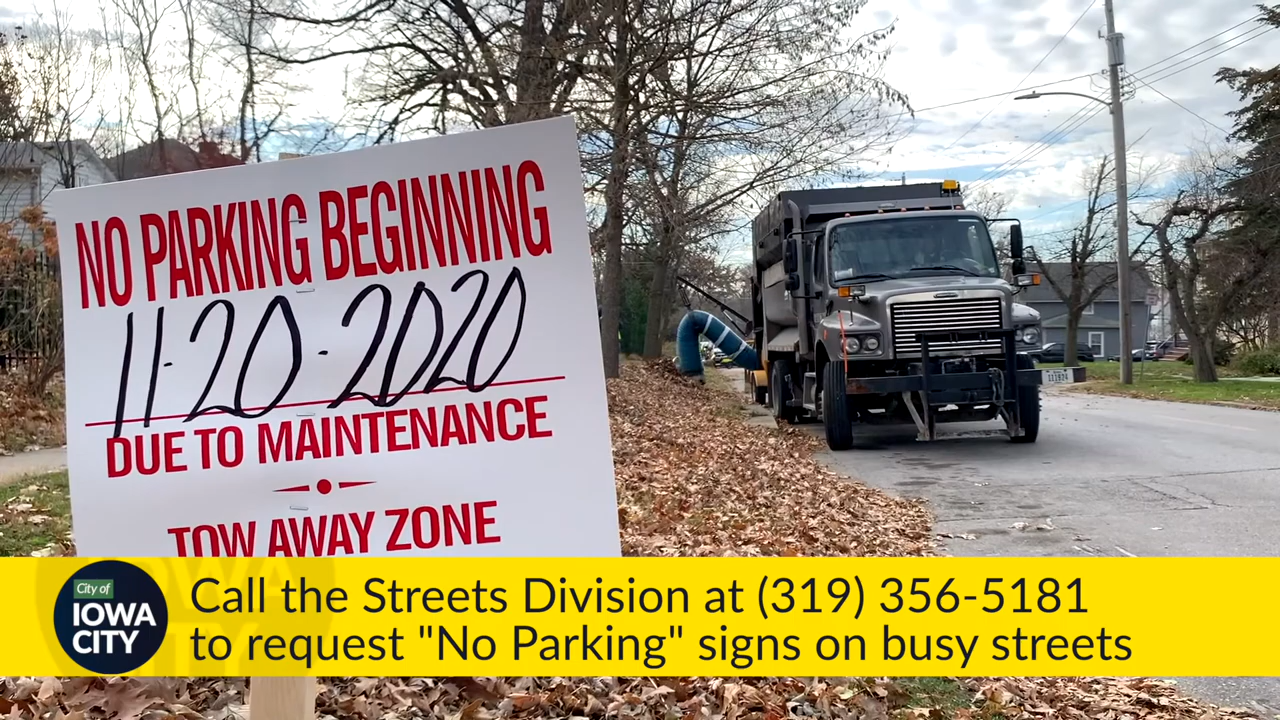 NO PARKING BEGINNING
11-20-2020
DUE TO MAINTENANCE
TOW AWAY ZONE
City of
IOWA
CITY
Call the Streets Division at (319) 356-5181
to request "No Parking" signs on busy streets